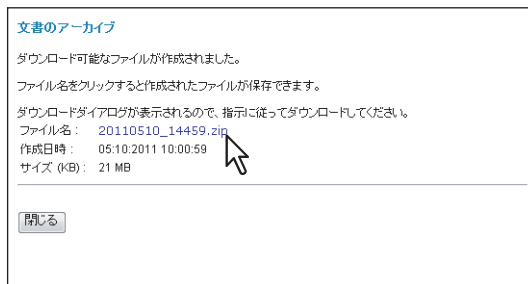 文書のアーカイブ
ダウンロード可能なファイルが作成されました。
ファイル名をクリックすると作成されたファイルが保存できます。
ダウンロードダイアログが表示されるので、指示に従ってダウンロードしてください。
ファイル名： 20110510_14459.zip
作成日時： 05:10:2011 10:00:59
サイズ (KB)： 21 MB
閉じる